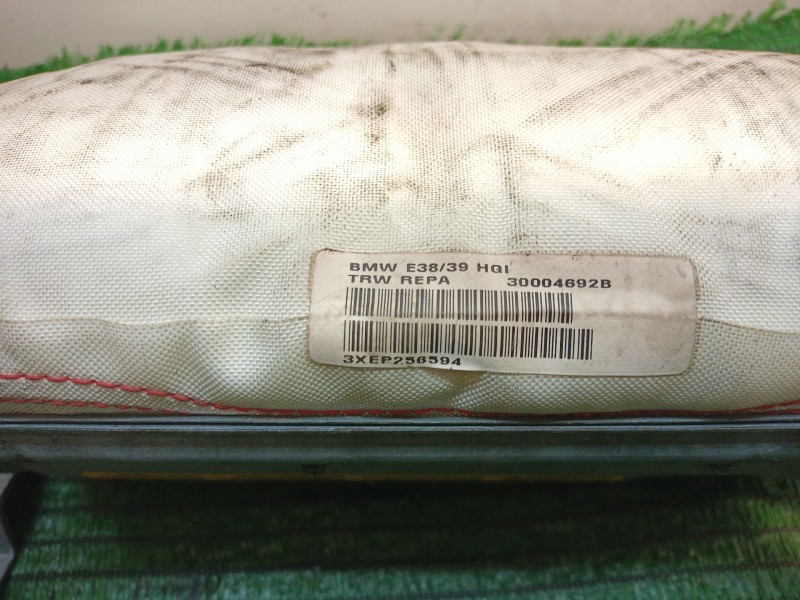 BMW E38/39 HGI
TRW REPA 30004692B
3XEP256594